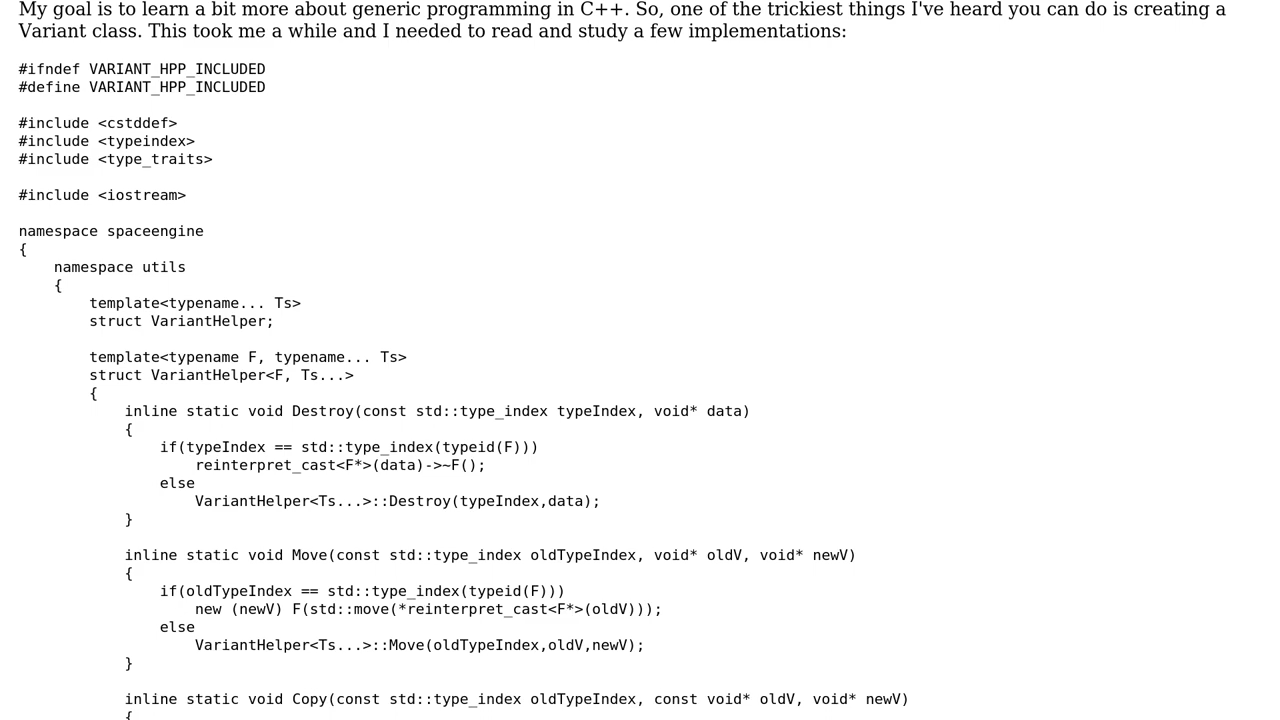 My goal is to learn a bit more about generic programming in C++. So, one of the trickiest things I've heard you can do is creating a
Variant class. This took me a while and I needed to read and study a few implementations:
#ifndef VARIANT_HPP_INCLUDED
#define VARIANT_HPP_INCLUDED
#include <cstddef>
#include <typeindex>
#include <type_traits>
#include <iostream>
namespace spaceengine
{
    namespace utils
    {
        template<typename... Ts>
        struct VariantHelper;
        template<typename F, typename... Ts>
        struct VariantHelper<F, Ts...>
        {
            inline static void Destroy(const std::type_index typeIndex, void* data)
            {
                if(typeIndex == std::type_index(typeid(F)))
                    reinterpret_cast<F*>(data)->~F();
                else
                    VariantHelper<Ts...>::Destroy(typeIndex,data);
            }
            inline static void Move(const std::type_index oldTypeIndex, void* oldV, void* newV)
            {
                if(oldTypeIndex == std::type_index(typeid(F)))
                    new (newV) F(std::move(*reinterpret_cast<F*>(oldV)));
                else
                    VariantHelper<Ts...>::Move(oldTypeIndex,oldV,newV);
            }
            inline static void Copy(const std::type_index oldTypeIndex, const void* oldV, void* newV)
            {